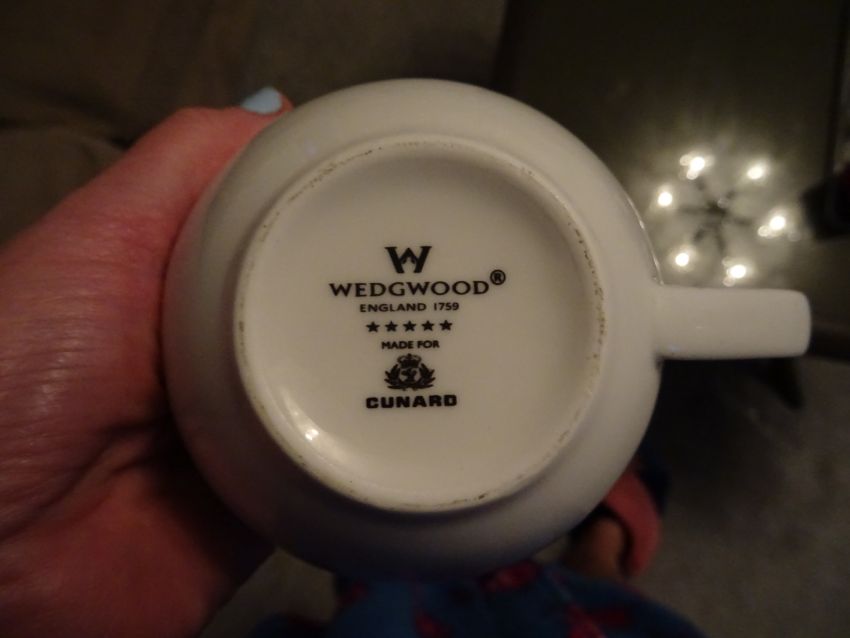 W
WEDGWOOD®
ENGLAND 1759
★★★★★
MADE FOR
CUNARD